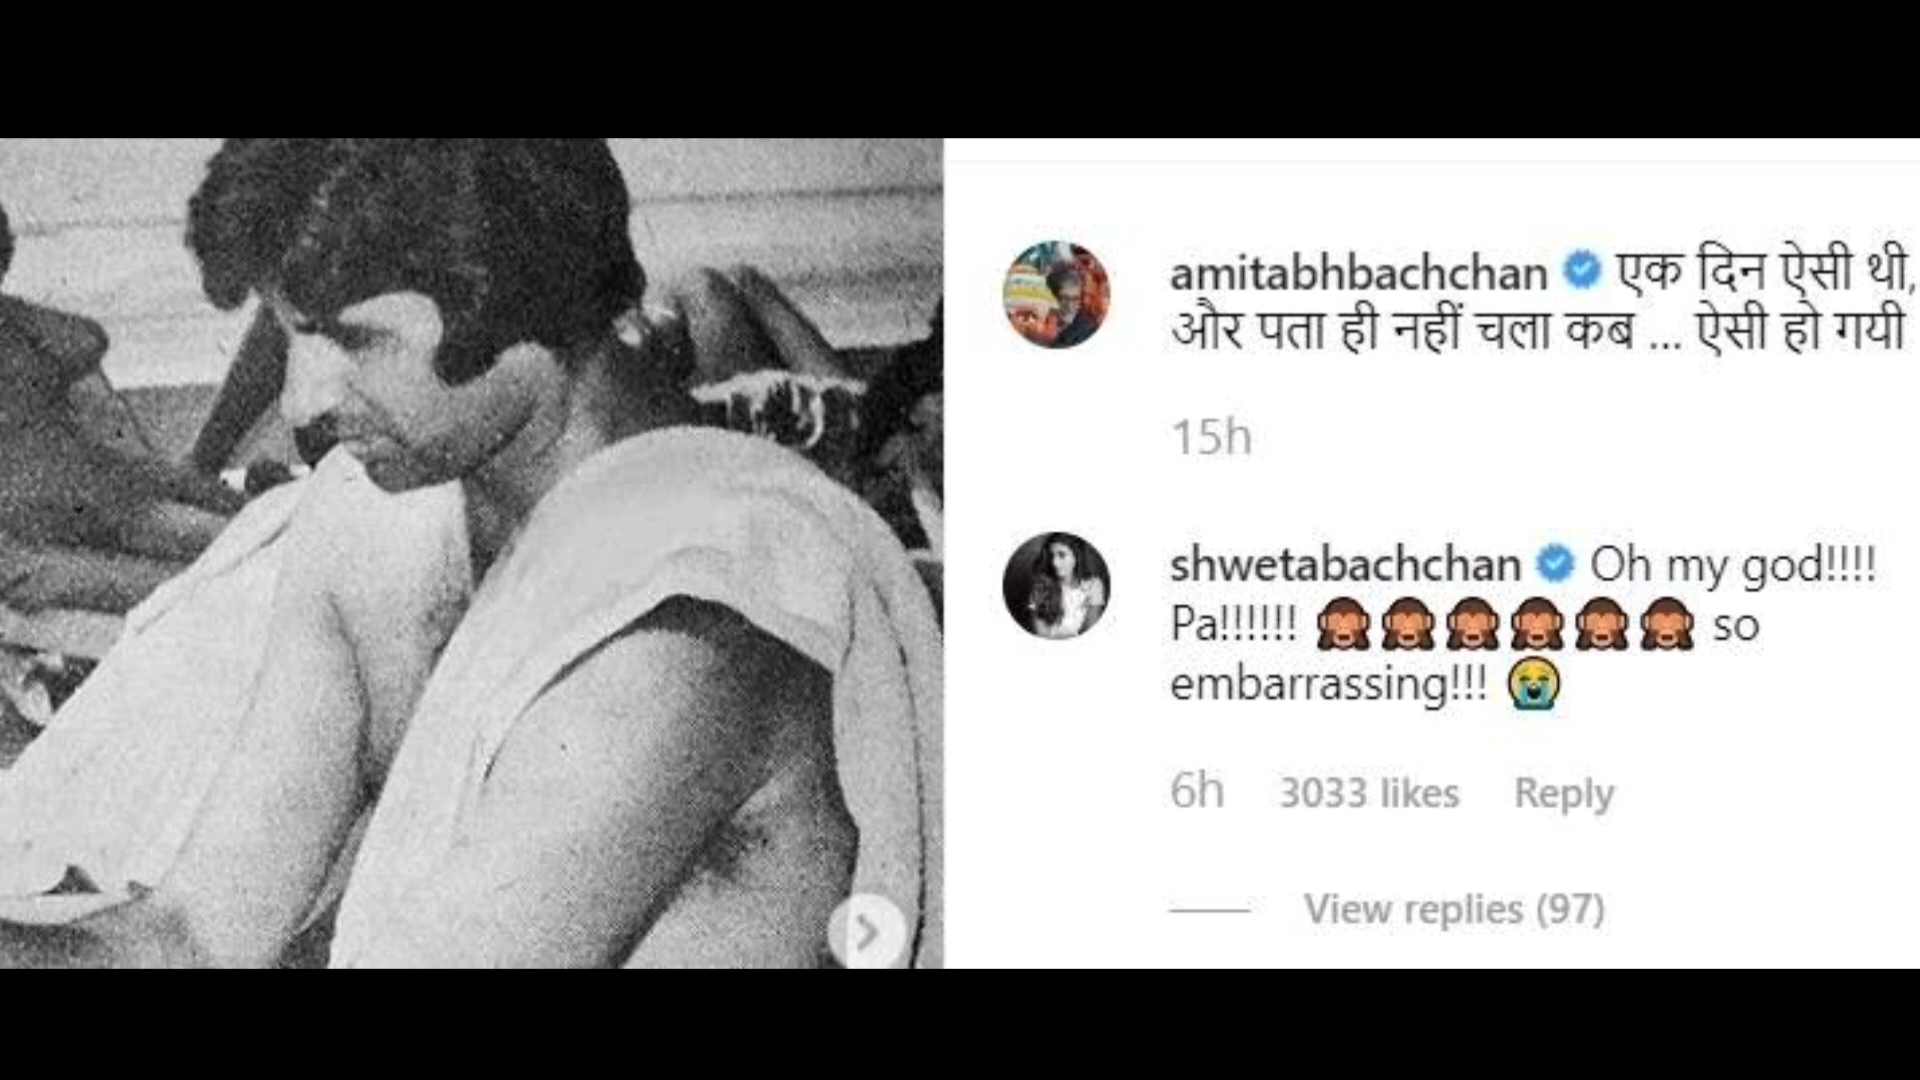 amitabhbachchan एक दिन ऐसी थी,
और पता ही नहीं चला कब ... ऐसी हो गयी
15h
shwetabachchan Oh my god!!!!
Pa!!!!!! 🙈🙈🙈🙈🙈🙈 so
embarrassing!!! 😭
6h 3033 likes Reply
View replies (97)